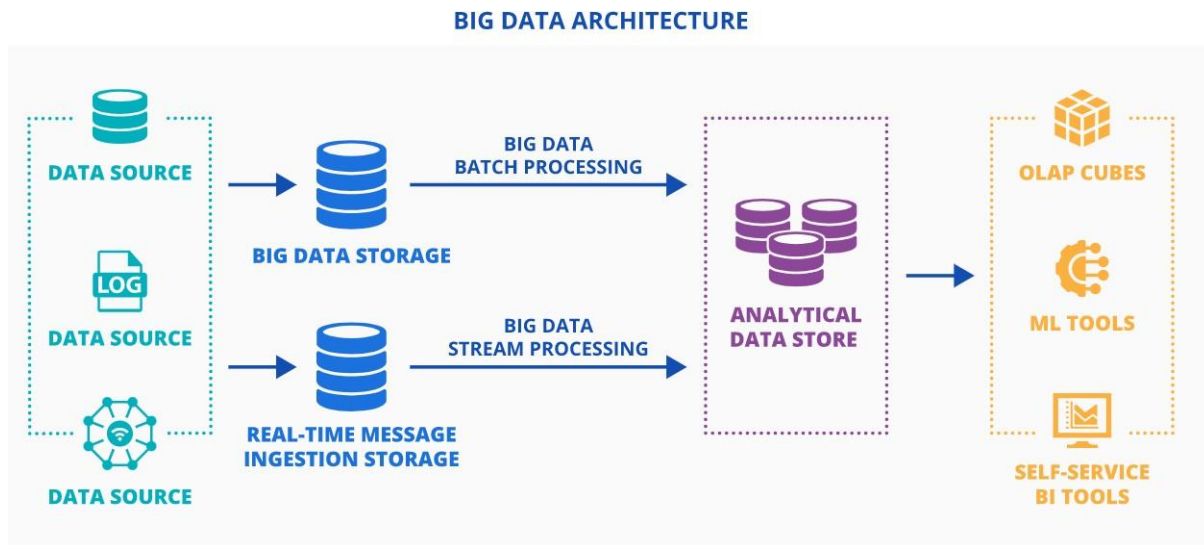 BIG DATA ARCHITECTURE
DATA SOURCE
LOG
DATA SOURCE
DATA SOURCE
BIG DATA STORAGE
REAL-TIME MESSAGE
INGESTION STORAGE
BIG DATA
BATCH PROCESSING
BIG DATA
STREAM PROCESSING
ANALYTICAL
DATA STORE
OLAP CUBES
ML TOOLS
SELF-SERVICE
BI TOOLS